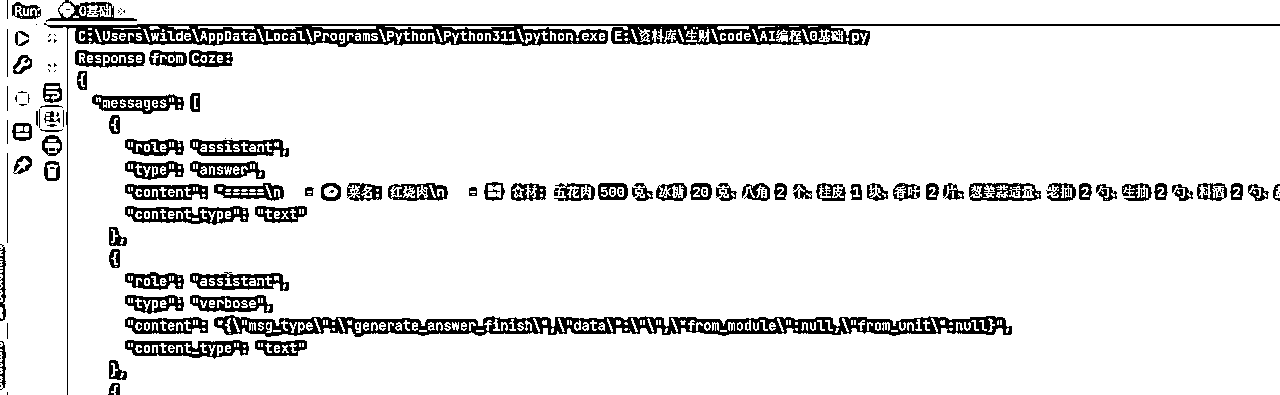 Run: 0基础 ×
C:\Users\wilde\AppData\Local\Programs\Python\Python311\python.exe E:\资料库\生财\code\AI编程\0基础.py
Response from Coze:
{
"messages": [
{
"role": "assistant",
"type": "answer",
"content": "=====\n - 菜名: 红烧肉\n - 食材: 五花肉 500 克、冰糖 20 克、八角 2 个、桂皮 1 块、香叶 2 片、葱姜蒜适量、老抽 2 勺、生抽 2 勺、料酒 2 勺、
"content_type": "text"
},
{
"role": "assistant",
"type": "verbose",
"content": "{\"msg_type\":\"generate_answer_finish\",\"data\":\"\",\"from_module\":null,\"from_unit\":null}",
"content_type": "text"
},
{